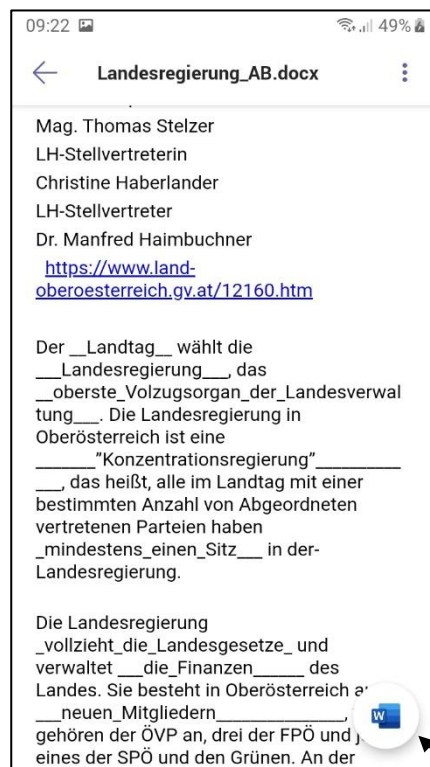 09:22 49%
Landesregierung_AB.docx
Mag. Thomas Stelzer
LH-Stellvertreterin
Christine Haberlander
LH-Stellvertreter
Dr. Manfred Haimbuchner
https://www.land-
oberoesterreich.gv.at/12160.htm
Der __Landtag__ wählt die
___Landesregierung___, das
__oberste_Volzugsorgan_der_Landesverwal
tung___. Die Landesregierung in
Oberösterreich ist eine
_______"Konzentrationsregierung"__________
___, das heißt, alle im Landtag mit einer
bestimmten Anzahl von Abgeordneten
vertretenen Parteien haben
_mindestens_einen_Sitz___ in der-
Landesregierung.
Die Landesregierung
_vollzieht_die_Landesgesetze_ und
verwaltet ___die_Finanzen______ des
Landes. Sie besteht in Oberösterreich
___neuen_Mitgliedern_______________,
gehören der ÖVP an, drei der FPÖ und
eines der SPÖ und den Grünen. An der